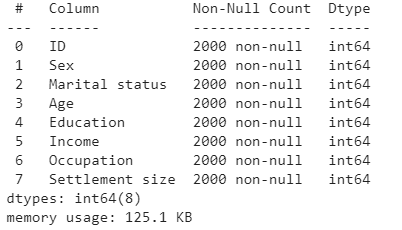 #   Column           Non-Null Count  Dtype
---  ------           --------------  -----
0   ID               2000 non-null   int64
1   Sex              2000 non-null   int64
2   Marital status   2000 non-null   int64
3   Age              2000 non-null   int64
4   Education        2000 non-null   int64
5   Income           2000 non-null   int64
6   Occupation       2000 non-null   int64
7   Settlement size  2000 non-null   int64
dtypes: int64(8)
memory usage: 125.1 KB